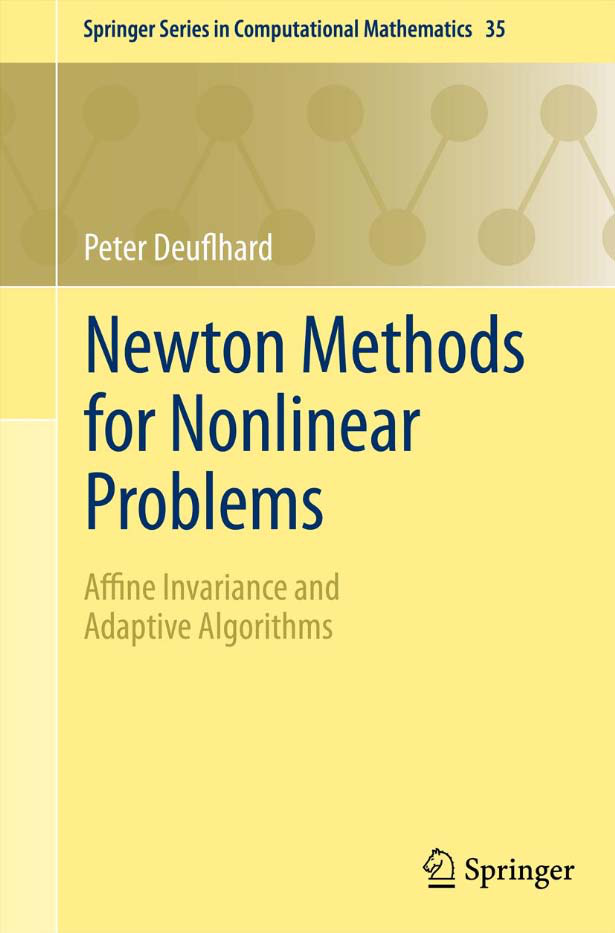 Springer Series in Computational Mathematics 35
Peter Deuflhard
Newton Methods
for Nonlinear
Problems
Affine Invariance and
Adaptive Algorithms
Springer